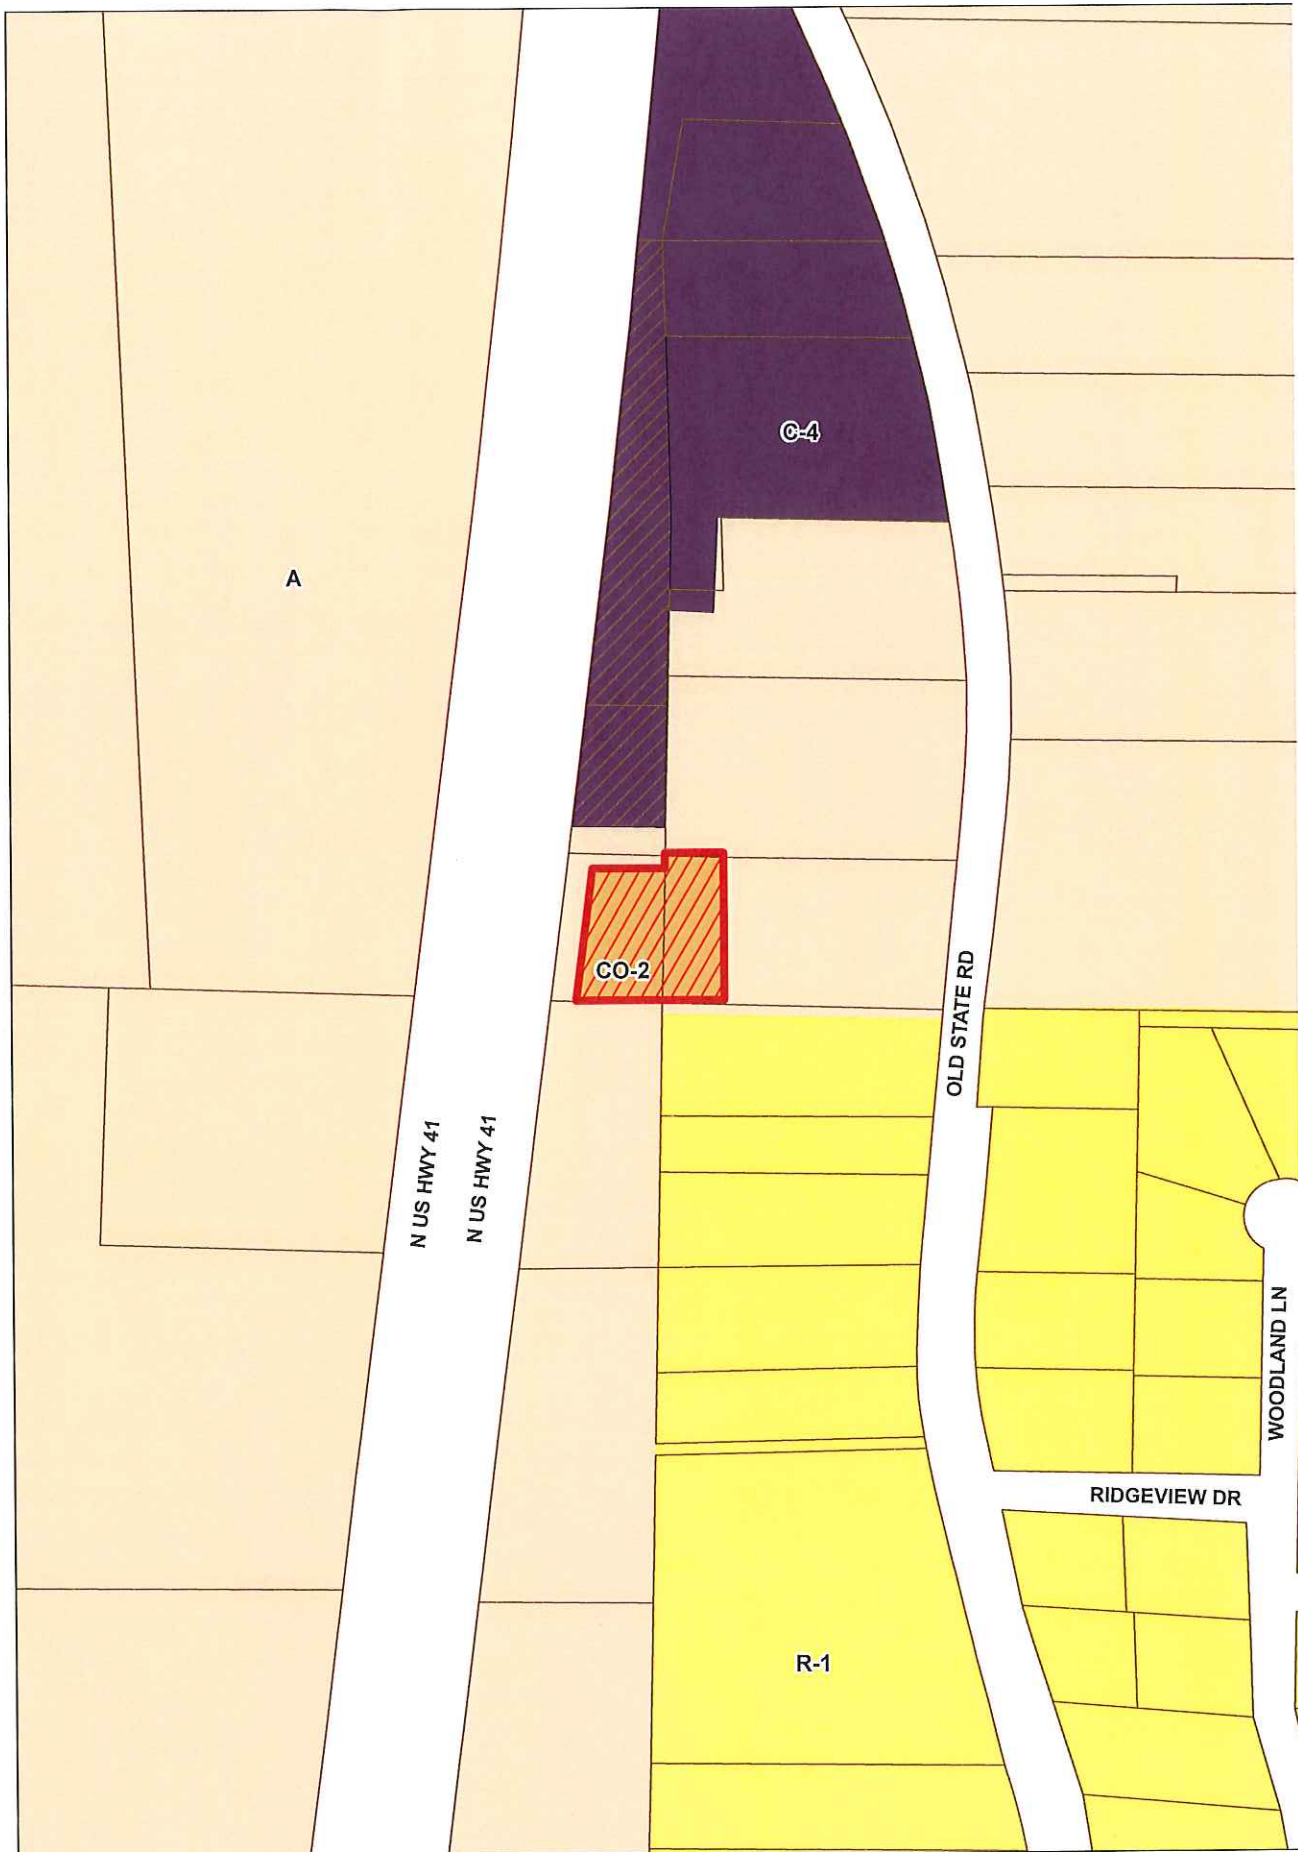 C-4
A
CO-2
OLD STATE RD
N US HWY 41
N US HWY 41
WOODLAND LN
RIDGEVIEW DR
R-1